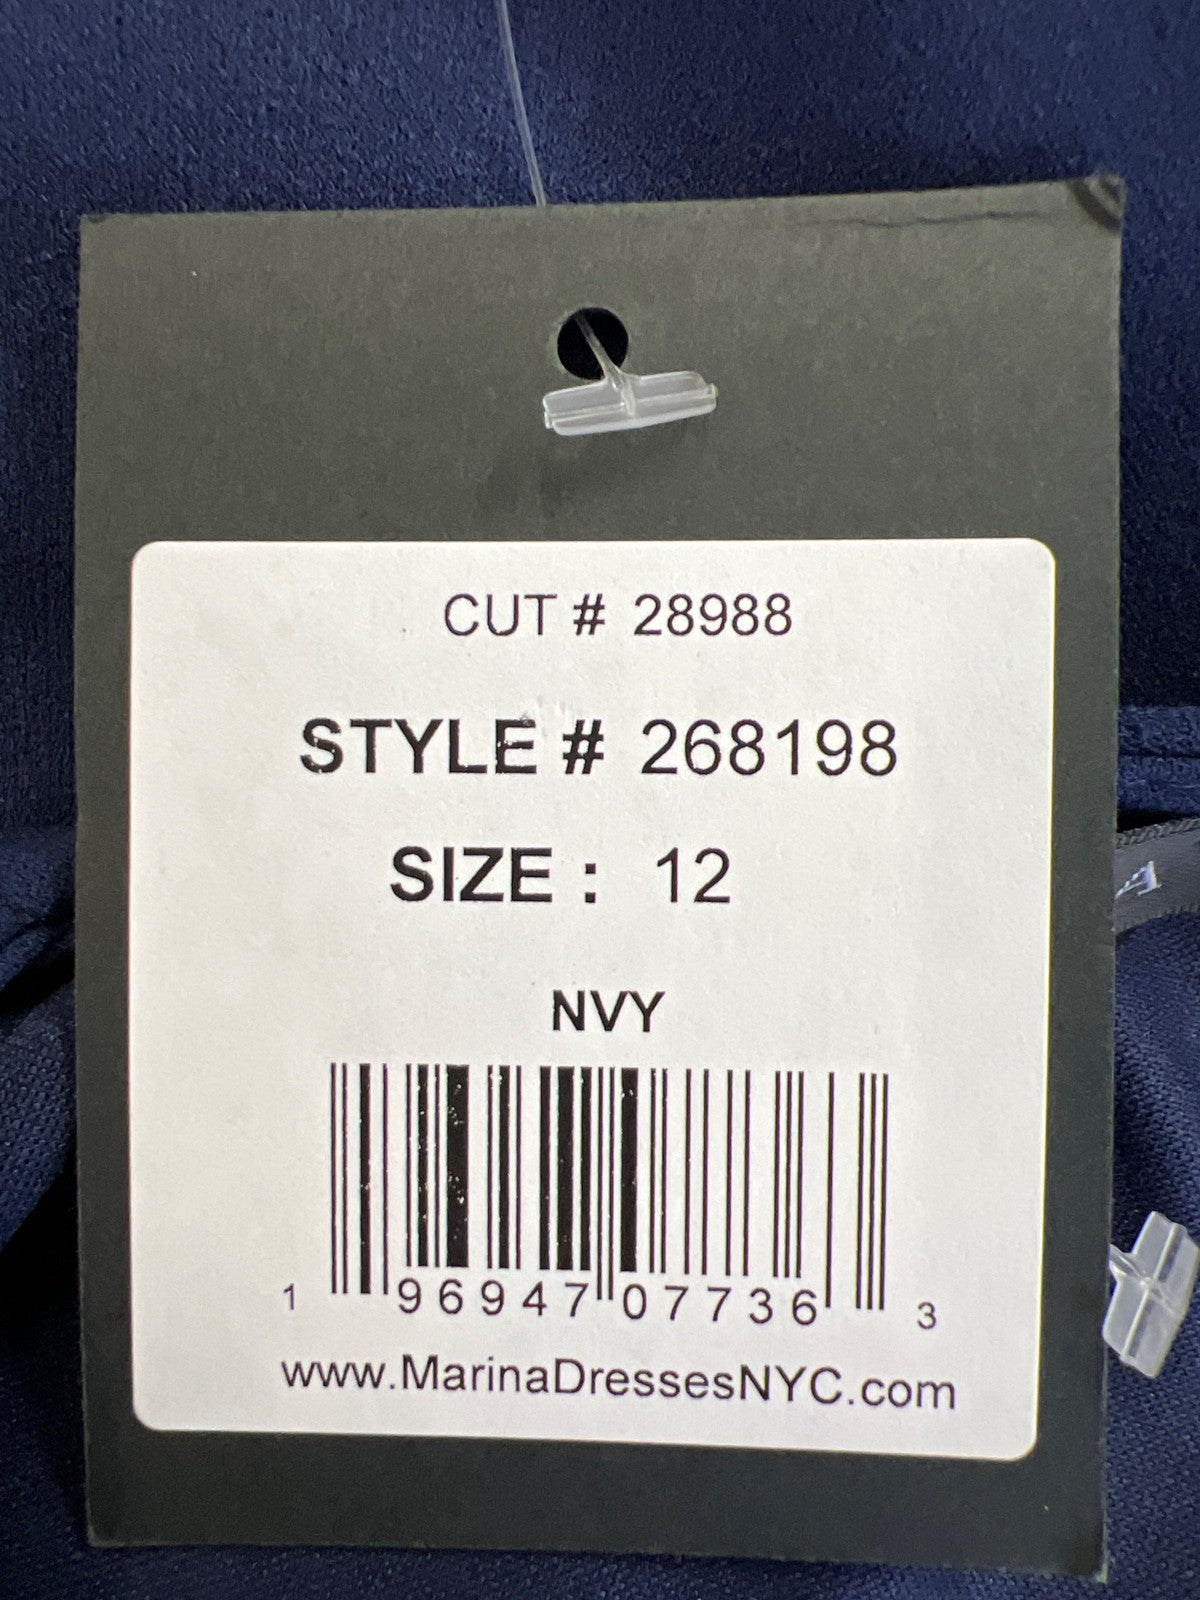 CUT # 28988
STYLE # 268198
SIZE : 12
NVY
1 96947 07736 3
www.MarinaDressesNYC.com